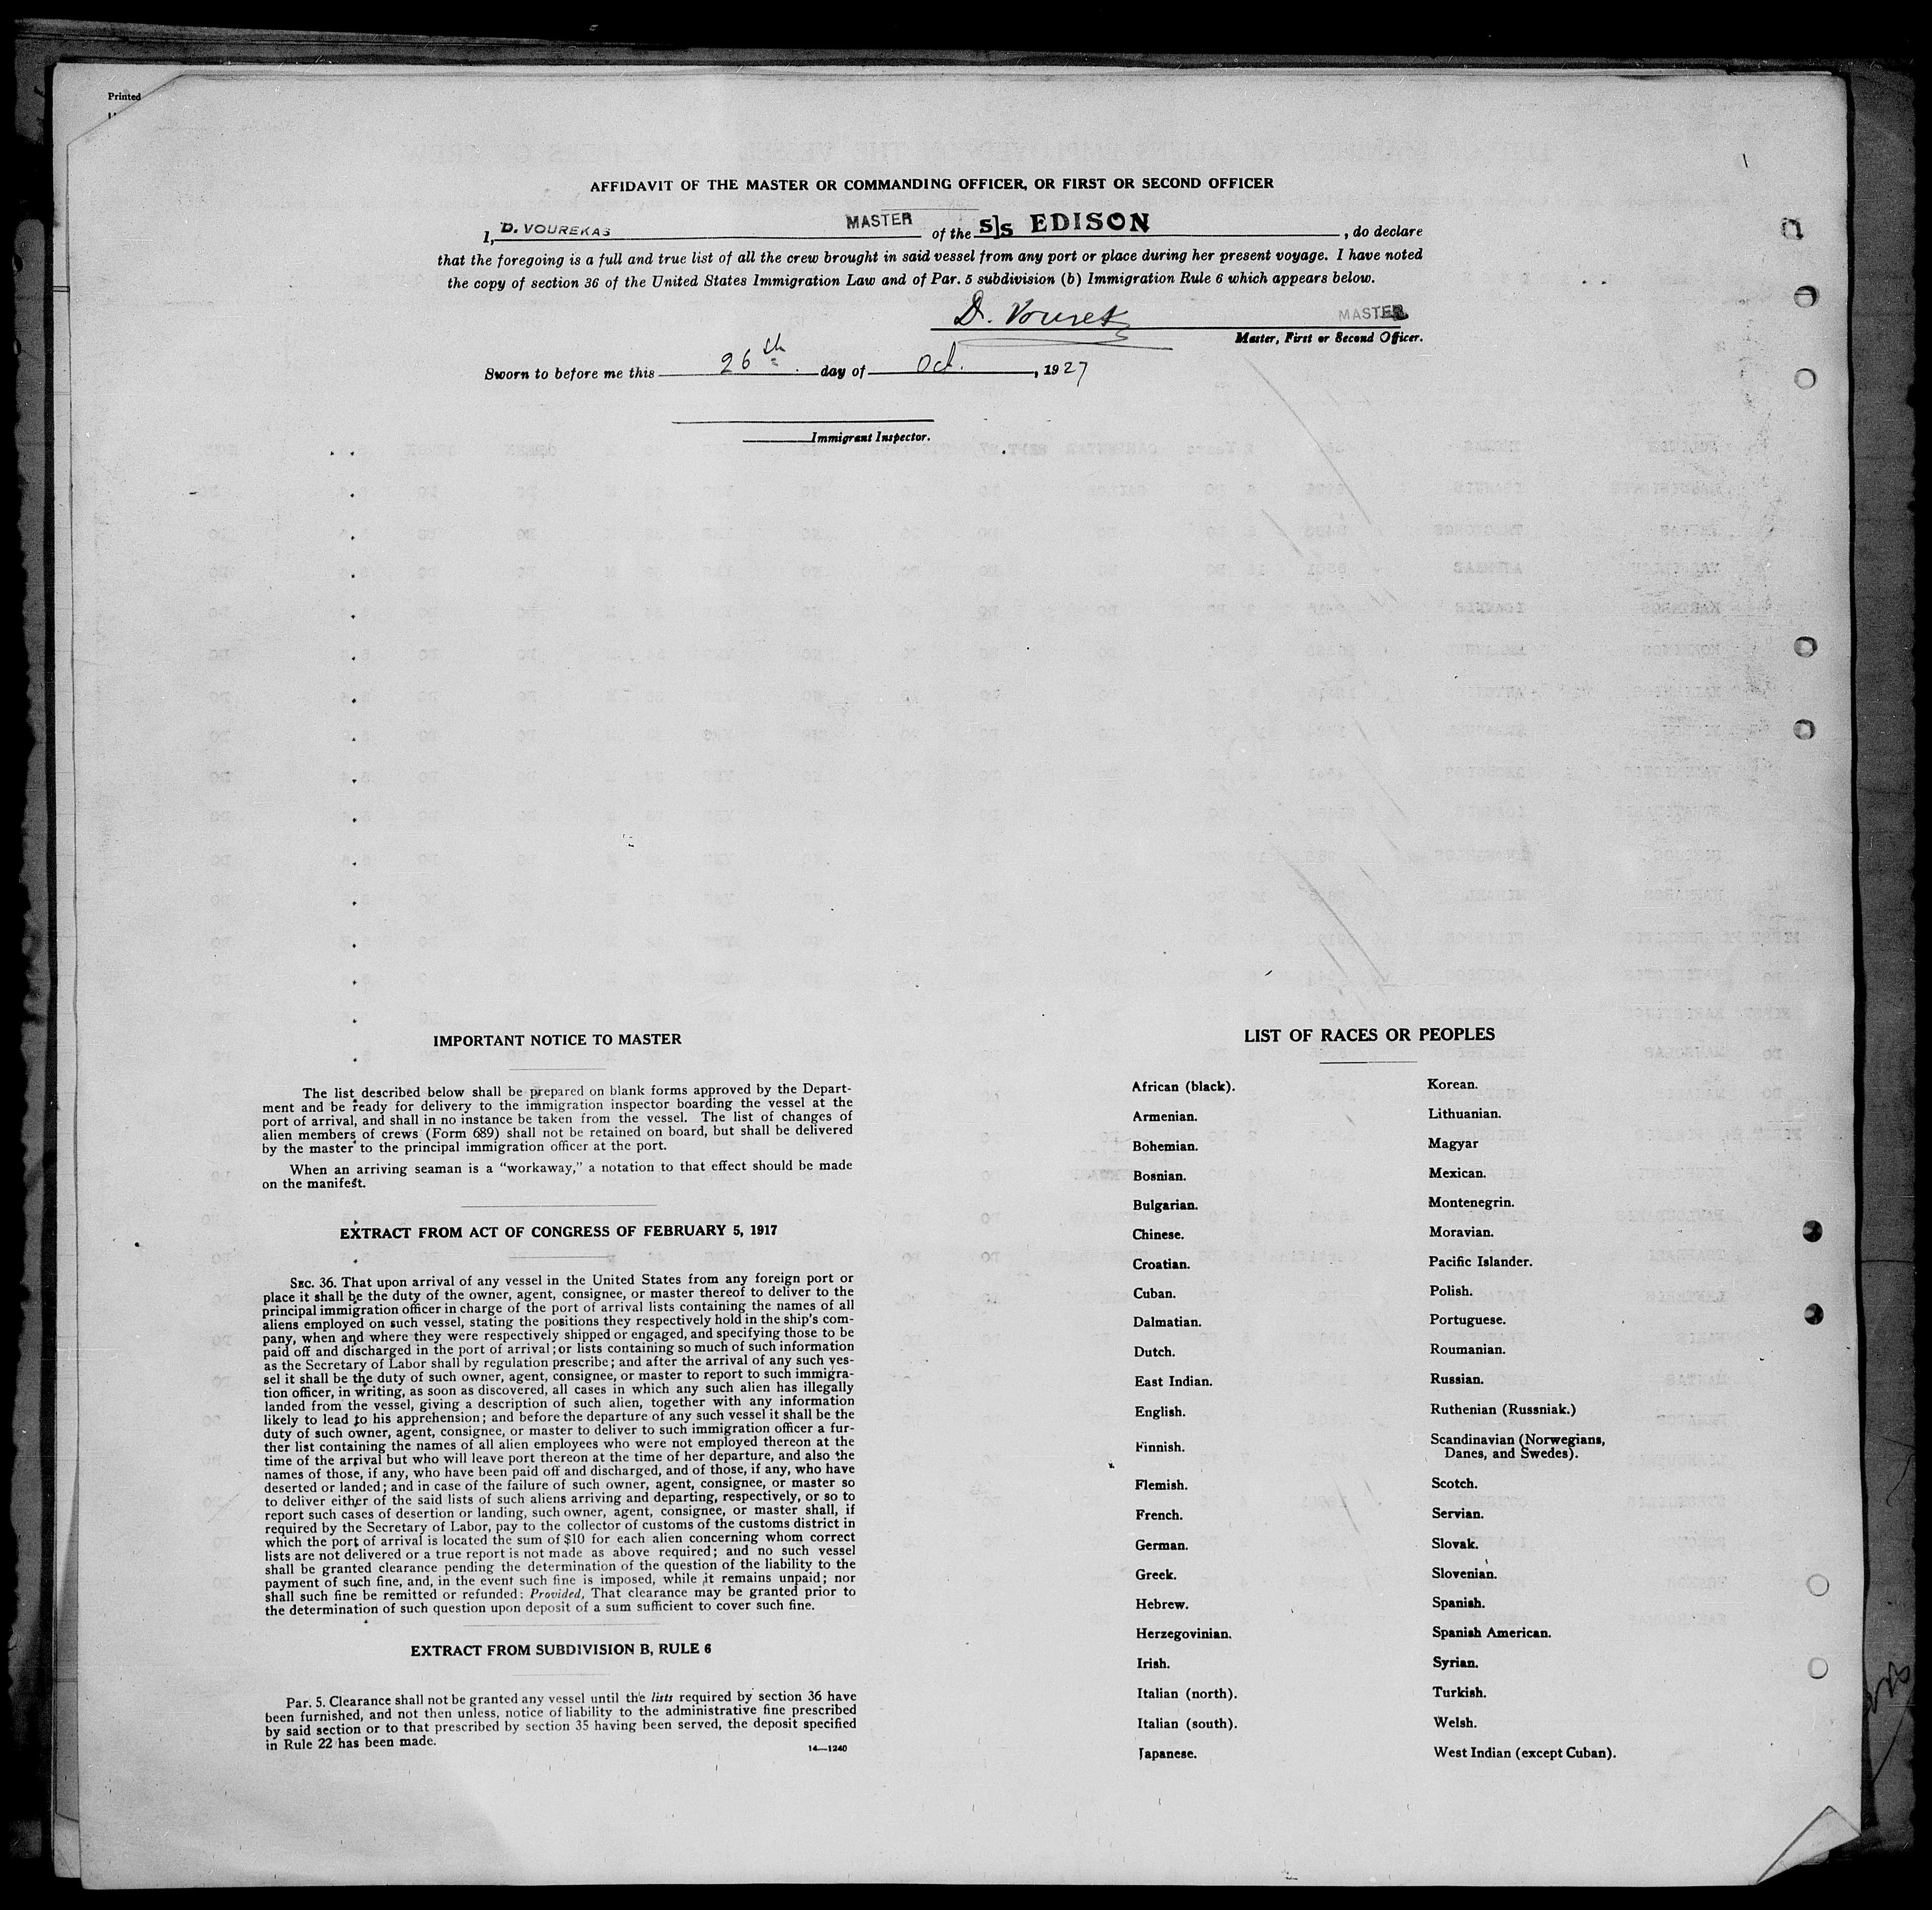 Printed
AFFIDAVIT OF THE MASTER OR COMMANDING OFFICER, OR FIRST OR SECOND OFFICER
I, D. VOUREKAS MASTER of the S/S EDISON, do declare
that the foregoing is a full and true list of all the crew brought in said vessel from any port or place during her present voyage. I have noted
the copy of section 36 of the United States Immigration Law and of Par. 5 subdivision (b) Immigration Rule 6 which appears below.
D. Vourek MASTER
Master, First or Second Officer.
Sworn to before me this 26th day of Oct., 1927
Immigrant Inspector.
IMPORTANT NOTICE TO MASTER
The list described below shall be prepared on blank forms approved by the Depart-
ment and be ready for delivery to the immigration inspector boarding the vessel at the
port of arrival, and shall in no instance be taken from the vessel. The list of changes of
alien members of crews (Form 689) shall not be retained on board, but shall be delivered
by the master to the principal immigration officer at the port.
When an arriving seaman is a "workaway," a notation to that effect should be made
on the manifest.
EXTRACT FROM ACT OF CONGRESS OF FEBRUARY 5, 1917
SEC. 36. That upon arrival of any vessel in the United States from any foreign port or
place it shall be the duty of the owner, agent, consignee, or master thereof to deliver to the
principal immigration officer in charge of the port of arrival lists containing the names of all
aliens employed on such vessel, stating the positions they respectively hold in the ship's com-
pany, when and where they were respectively shipped or engaged, and specifying those to be
paid off and discharged in the port of arrival; or lists containing so much of such information
as the Secretary of Labor shall by regulation prescribe; and after the arrival of any such ves-
sel it shall be the duty of such owner, agent, consignee, or master to report to such immigra-
tion officer, in writing, as soon as discovered, all cases in which any such alien has illegally
landed from the vessel, giving a description of such alien, together with any information
likely to lead to his apprehension; and before the departure of any such vessel it shall be the
duty of such owner, agent, consignee, or master to deliver to such immigration officer a fur-
ther list containing the names of all alien employees who were not employed thereon at the
time of the arrival but who will leave port thereon at the time of her departure, and also the
names of those, if any, who have been paid off and discharged, and of those, if any, who have
deserted or landed; and in case of the failure of such owner, agent, consignee, or master so
to deliver either of the said lists of such aliens arriving and departing, respectively, or so to
report such cases of desertion or landing, such owner, agent, consignee, or master shall, if
required by the Secretary of Labor, pay to the collector of customs of the customs district in
which the port of arrival is located the sum of $10 for each alien concerning whom correct
lists are not delivered or a true report is not made as above required; and no such vessel
shall be granted clearance pending the determination of the question of the liability to the
payment of such fine, and, in the event such fine is imposed, while it remains unpaid; nor
shall such fine be remitted or refunded: Provided, That clearance may be granted prior to
the determination of such question upon deposit of a sum sufficient to cover such fine.
EXTRACT FROM SUBDIVISION B, RULE 6
Par. 5. Clearance shall not be granted any vessel until the lists required by section 36 have
been furnished, and not then unless, notice of liability to the administrative fine prescribed
by said section or to that prescribed by section 35 having been served, the deposit specified
in Rule 22 has been made.
14—1240
LIST OF RACES OR PEOPLES
African (black).
Armenian.
Bohemian.
Bosnian.
Bulgarian.
Chinese.
Croatian.
Cuban.
Dalmatian.
Dutch.
East Indian.
English.
Finnish.
Flemish.
French.
German.
Greek.
Hebrew.
Herzegovinian.
Irish.
Italian (north).
Italian (south).
Japanese.
Korean.
Lithuanian.
Magyar
Mexican.
Montenegrin.
Moravian.
Pacific Islander.
Polish.
Portuguese.
Roumanian.
Russian.
Ruthenian (Russniak.)
Scandinavian (Norwegians,
Danes, and Swedes).
Scotch.
Servian.
Slovak.
Slovenian.
Spanish.
Spanish American.
Syrian.
Turkish.
Welsh.
West Indian (except Cuban).